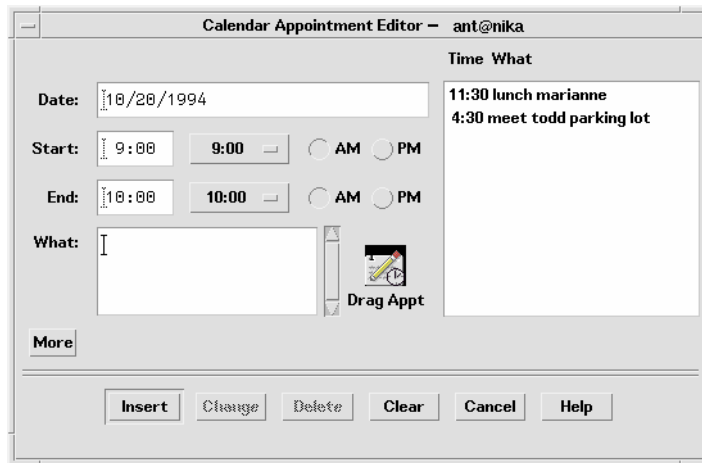 Calendar Appointment Editor – ant@nika
Time What
Date: 10/20/1994
11:30 lunch marianne
4:30 meet todd parking lot
Start: 9:00 9:00 AM PM
End: 10:00 10:00 AM PM
What:
Drag Appt
More
Insert Change Delete Clear Cancel Help